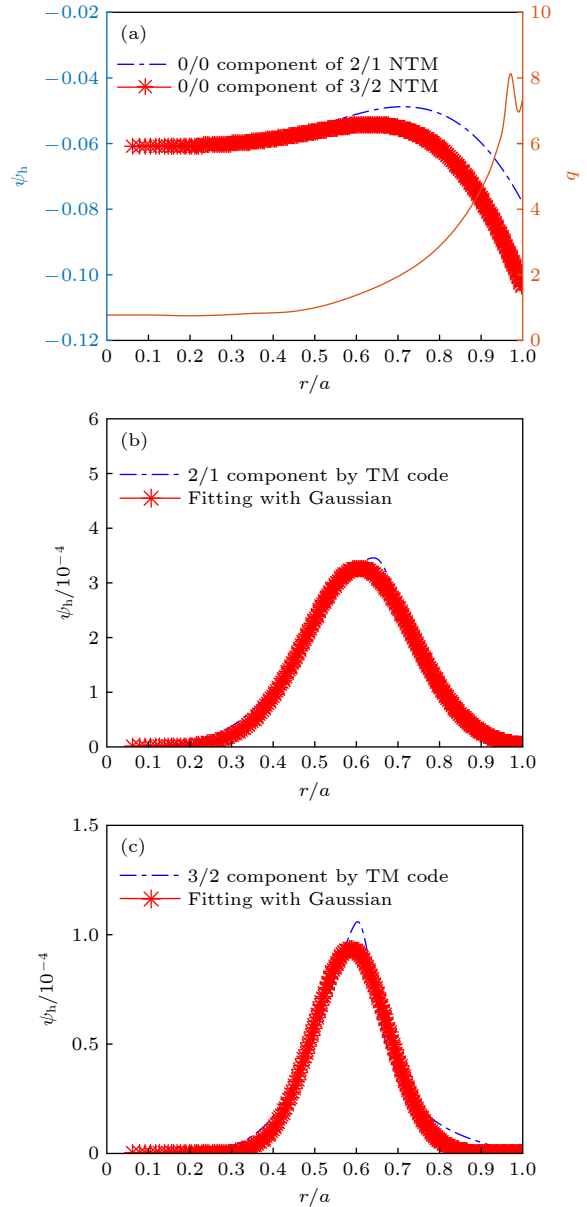 −0.02
10
(a)
0/0 component of 2/1 NTM
0/0 component of 3/2 NTM
−0.04
8
−0.06
6
ψh
q
−0.08
4
−0.10
2
−0.12
0
0 0.1 0.2 0.3 0.4 0.5 0.6 0.7 0.8 0.9 1.0
r/a
6
(b)
5
2/1 component by TM code
Fitting with Gaussian
4
ψh/10−4
3
2
1
0
0 0.1 0.2 0.3 0.4 0.5 0.6 0.7 0.8 0.9 1.0
r/a
1.5
(c)
3/2 component by TM code
Fitting with Gaussian
1.0
ψh/10−4
0.5
0
0 0.1 0.2 0.3 0.4 0.5 0.6 0.7 0.8 0.9 1.0
r/a